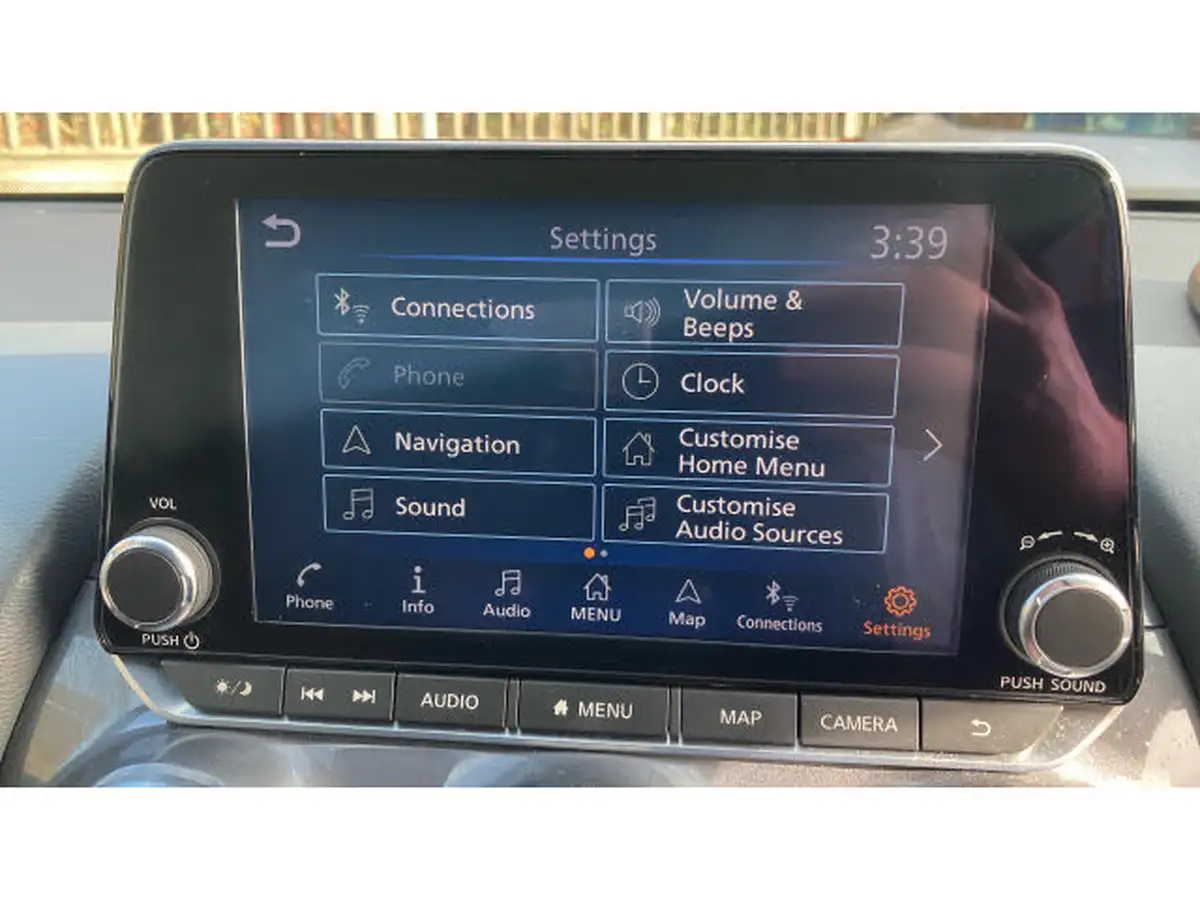 Settings
3:39
Connections
Volume &
Beeps
Phone
Clock
Navigation
Customise
Home Menu
Sound
Customise
Audio Sources
Phone
Info
Audio
MENU
Map
Connections
Settings
VOL
PUSH
PUSH SOUND
AUDIO
MENU
MAP
CAMERA